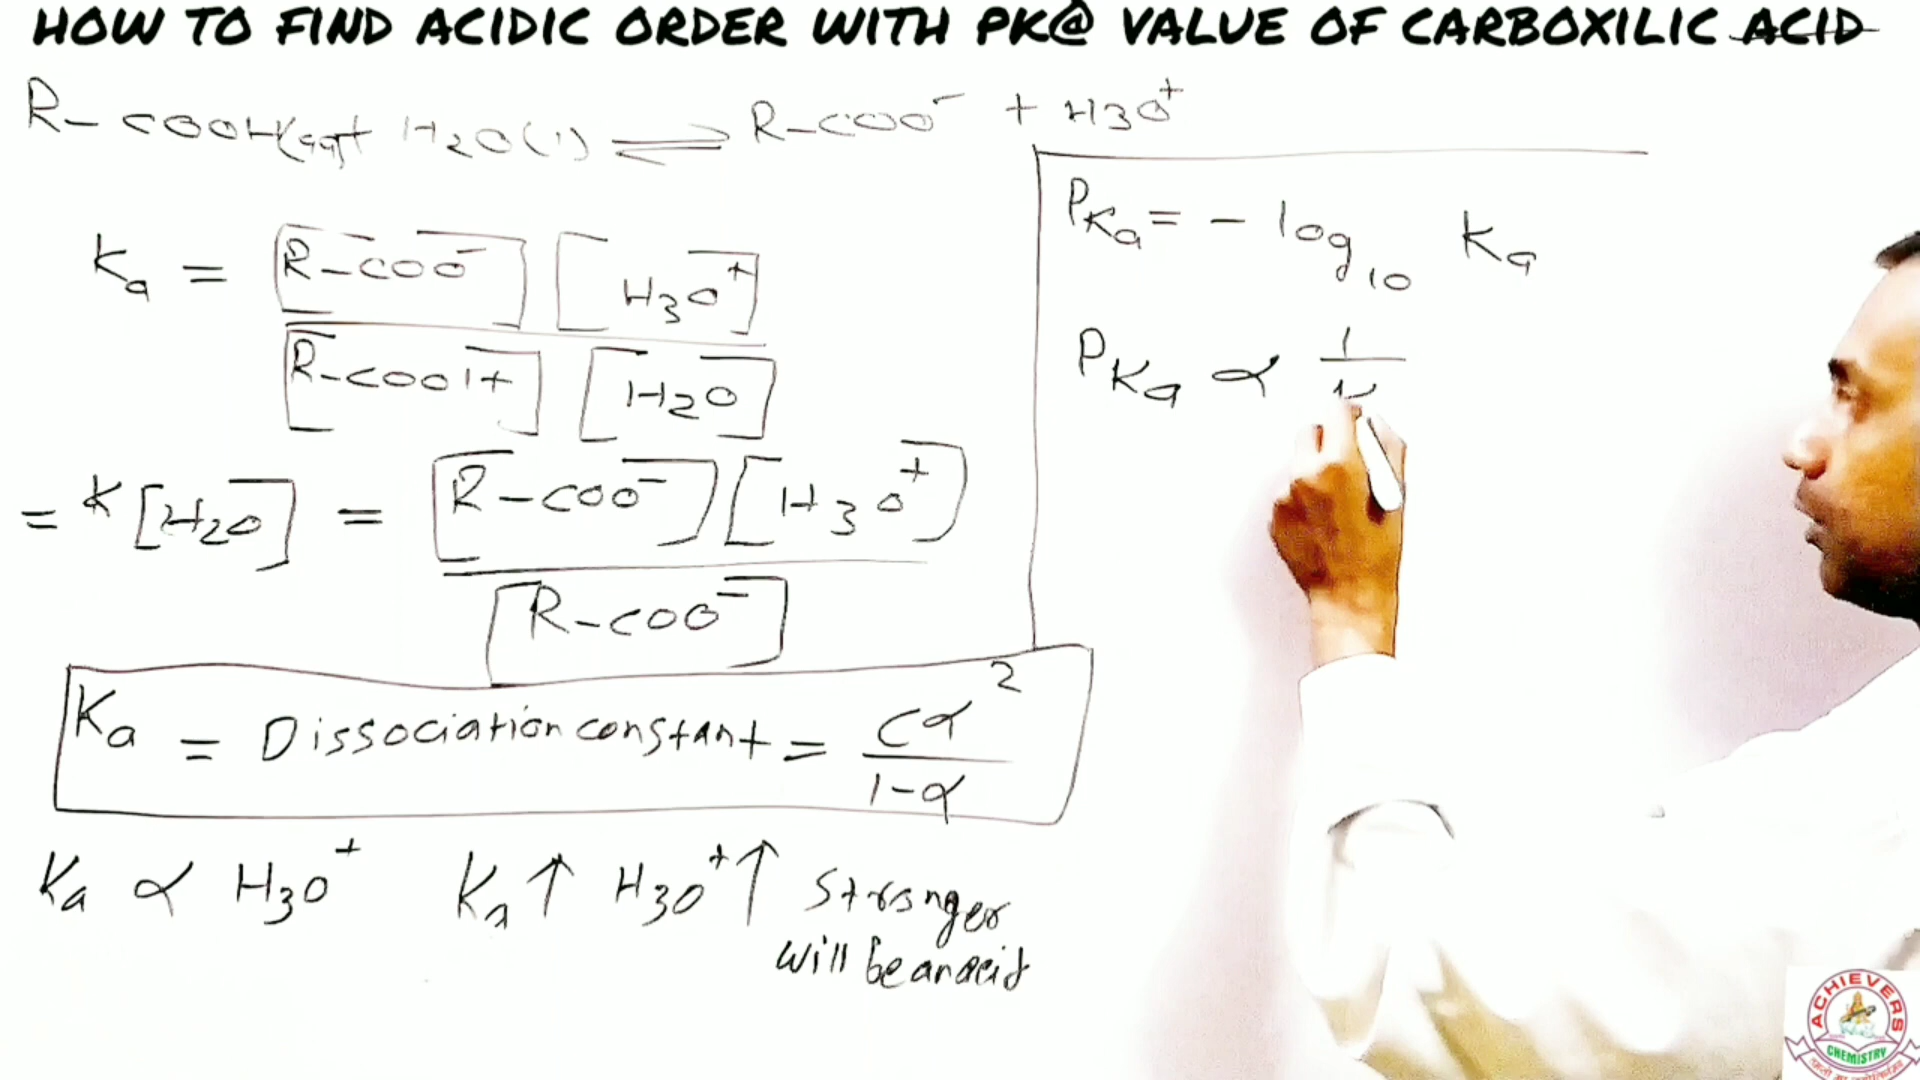 HOW TO FIND ACIDIC ORDER WITH PK@ VALUE OF CARBOXILIC ACID
R-COOH(aq)+ H2O(l) ⇌ R-COO⁻ + H3O⁺
Ka = [R-COO⁻] [H3O⁺]
[R-COOH] [H2O]
= K[H2O] = [R-COO⁻][H3O⁺]
[R-COO⁻]
Ka = Dissociation constant = Cα²
1-α
Ka ∝ H3O⁺ Ka↑ H3O⁺↑ Stronger
will be an acid
PKa = - log10 Ka
PKa ∝ 1
ACHIEVERS
CHEMISTRY